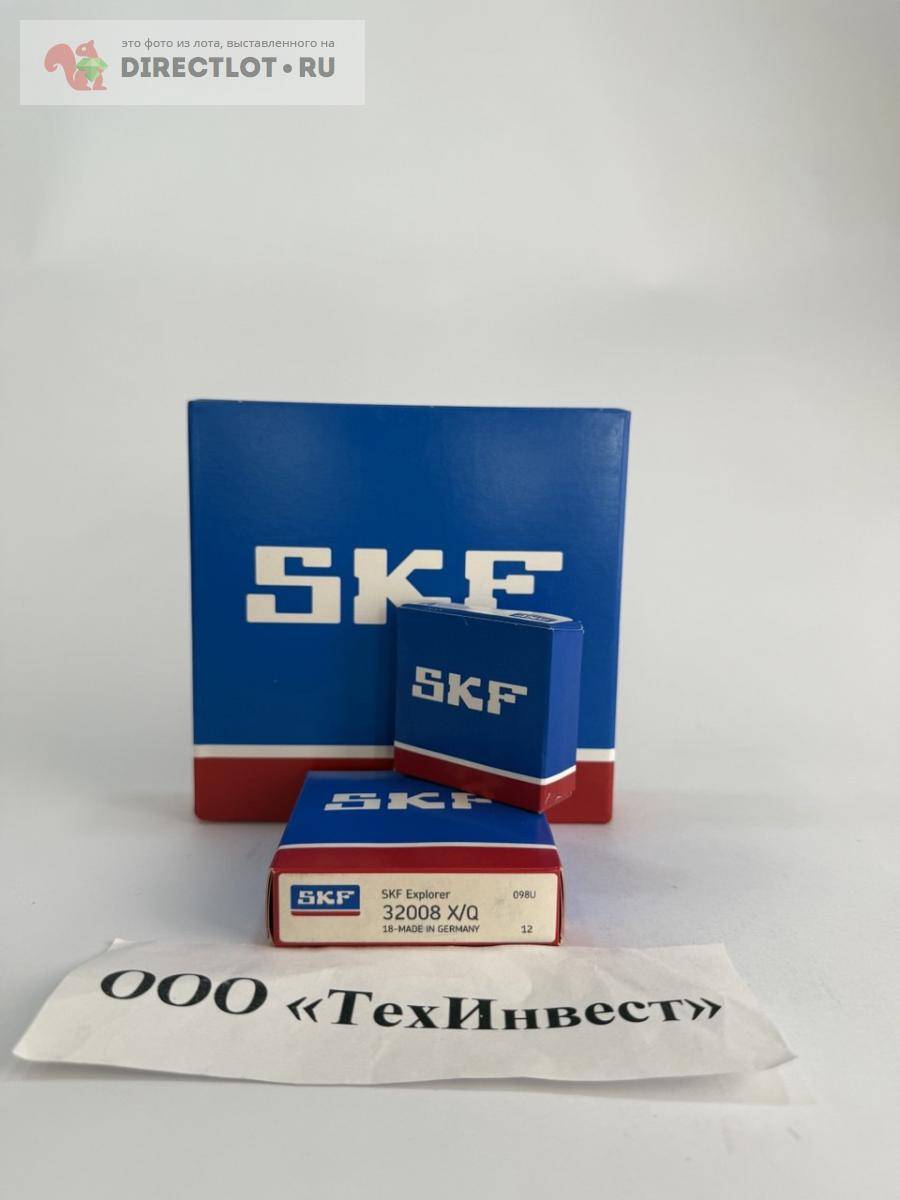 это фото из лота, выставленного на
DIRECTLOT•RU
SKF
SKF
SKF
SKF
SKF Explorer
098U
32008 X/Q
18-MADE IN GERMANY
12
ООО «ТехИнвест»